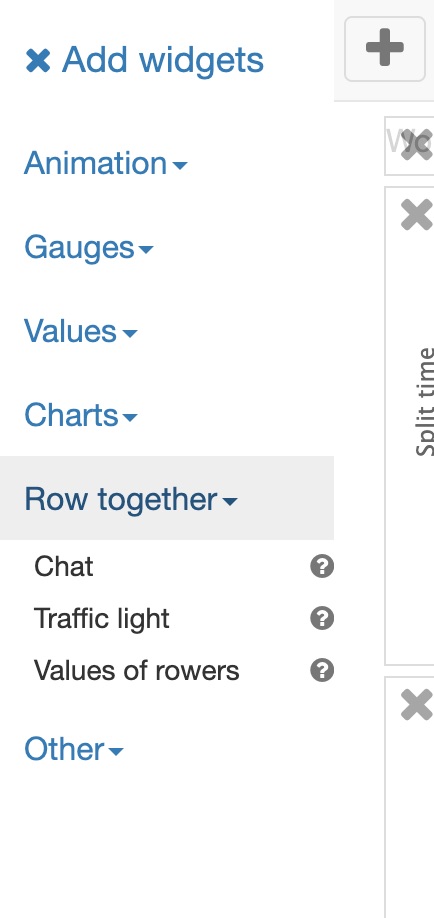 Add widgets
Animation
Gauges
Values
Charts
Row together
Chat
Traffic light
Values of rowers
Other
Split time